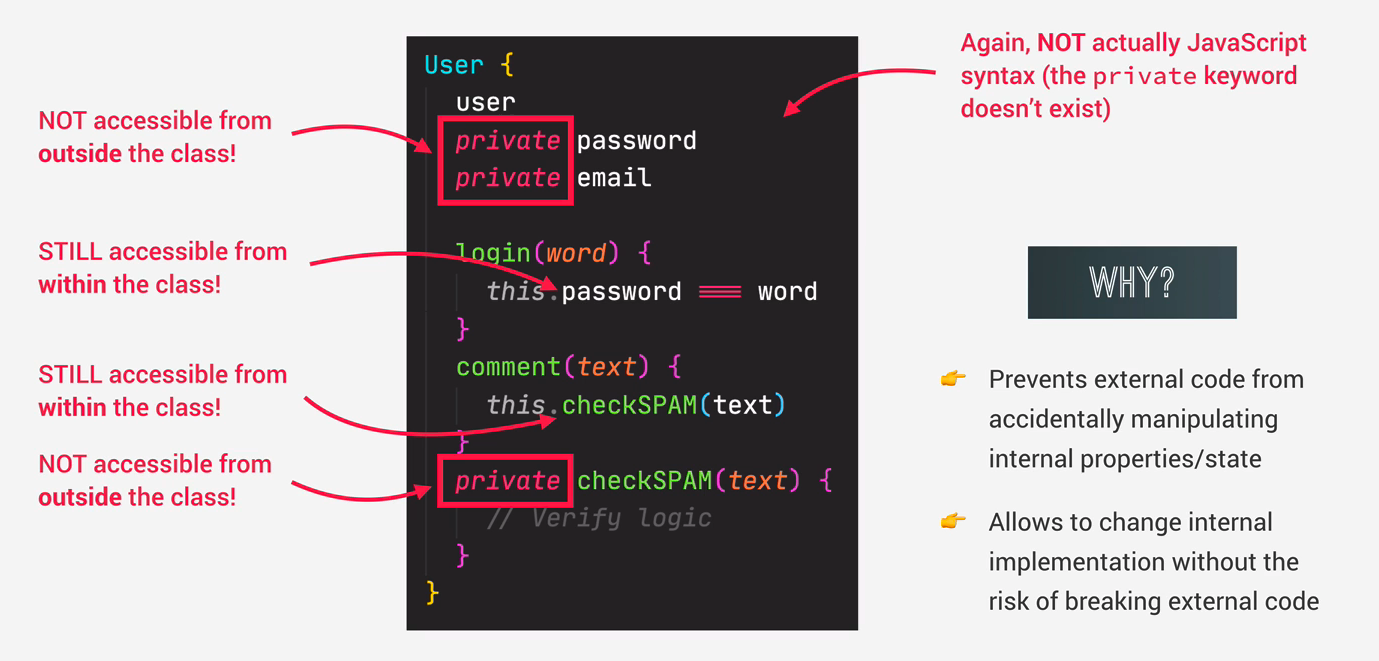 NOT accessible from
outside the class!
STILL accessible from
within the class!
STILL accessible from
within the class!
NOT accessible from
outside the class!
User {
user
private password
private email
login(word) {
this.password === word
}
comment(text) {
this.checkSPAM(text)
}
private checkSPAM(text) {
// Verify logic
}
}
Again, NOT actually JavaScript
syntax (the private keyword
doesn’t exist)
WHY?
👉 Prevents external code from
accidentally manipulating
internal properties/state
👉 Allows to change internal
implementation without the
risk of breaking external code